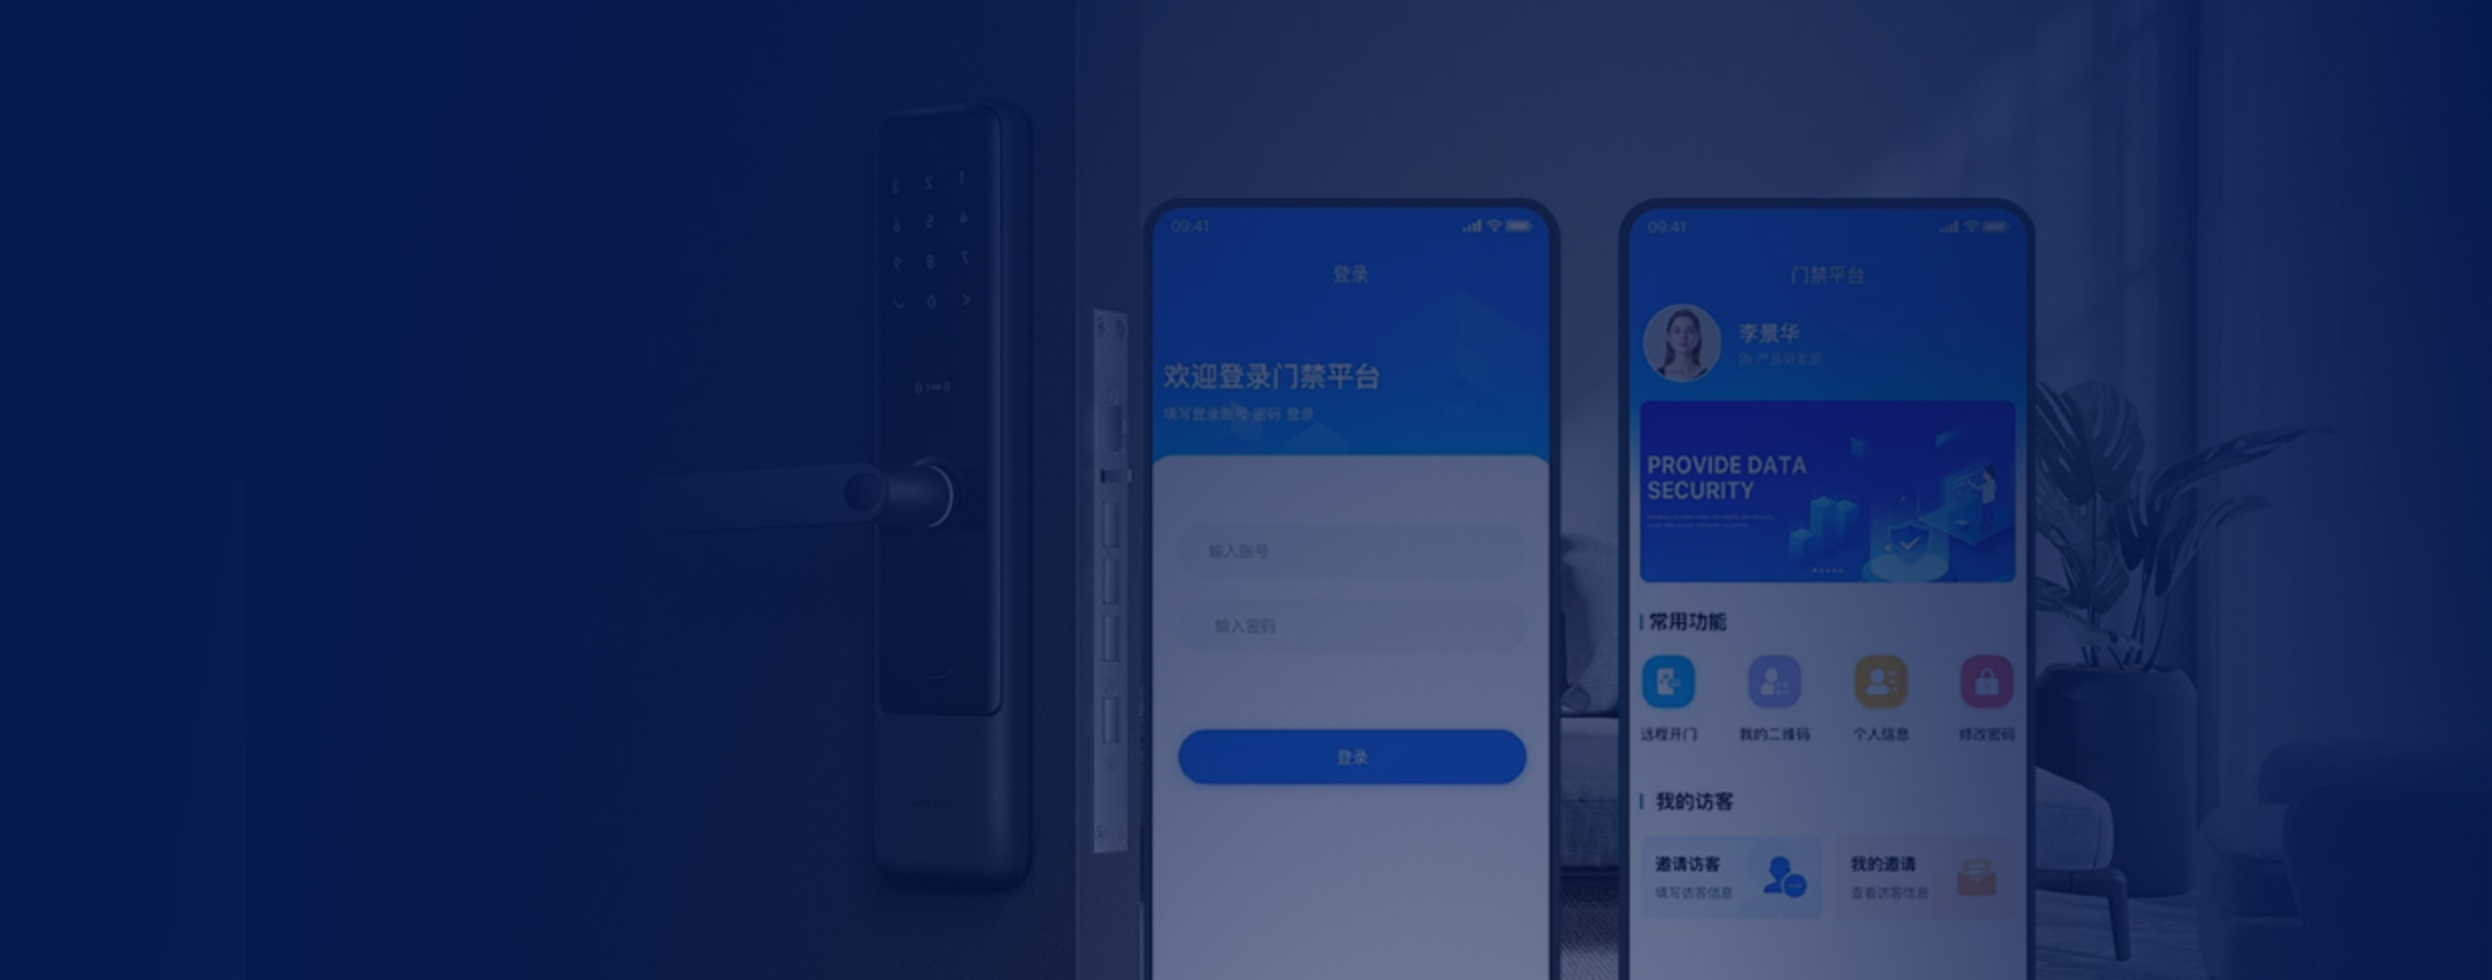 1 2 3
4 5 6
7 8 9
< 0 ✓
09:41
登录
欢迎登录门禁平台
填写登录账号 密码 登录
输入账号
输入密码
登录
09:41
门禁平台
李景华
产品研发部
PROVIDE DATA
SECURITY
常用功能
远程开门 我的二维码 个人信息 修改密码
我的访客
邀请访客 我的邀请
填写访客信息 查看访客信息